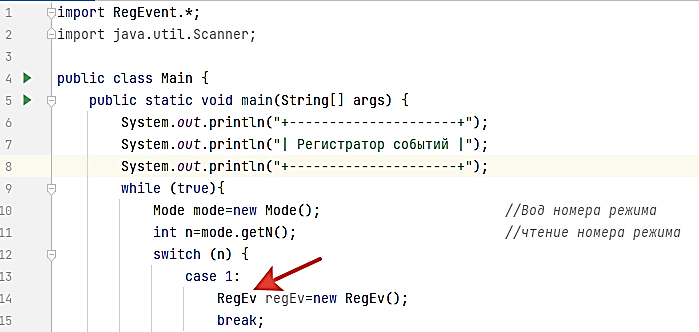 1 import RegEvent.*;
2 import java.util.Scanner;
3
4 public class Main {
5 public static void main(String[] args) {
6 System.out.println("+---------------------+");
7 System.out.println("| Регистратор событий |");
8 System.out.println("+---------------------+");
9 while (true){
10 Mode mode=new Mode(); //Вод номера режима
11 int n=mode.getN(); //чтение номера режима
12 switch (n) {
13 case 1:
14 RegEv regEv=new RegEv();
15 break;